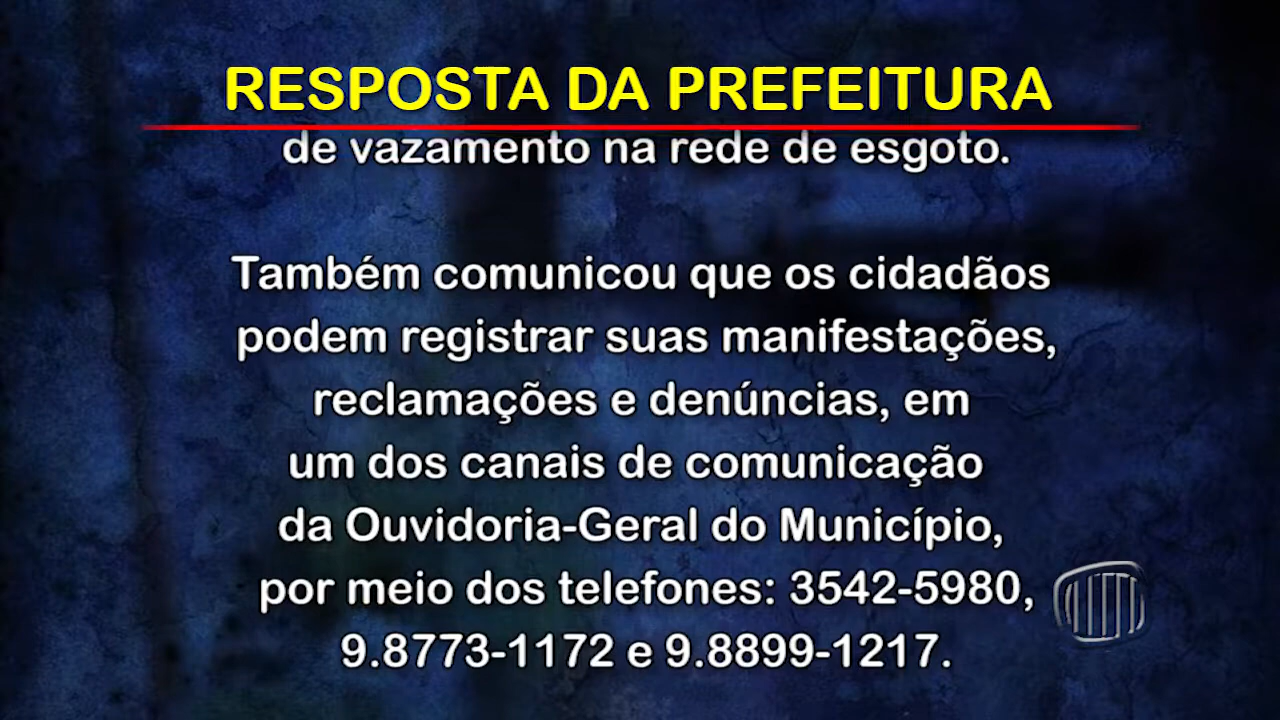 RESPOSTA DA PREFEITURA
de vazamento na rede de esgoto.
Também comunicou que os cidadãos
podem registrar suas manifestações,
reclamações e denúncias, em
um dos canais de comunicação
da Ouvidoria-Geral do Município,
por meio dos telefones: 3542-5980,
9.8773-1172 e 9.8899-1217.